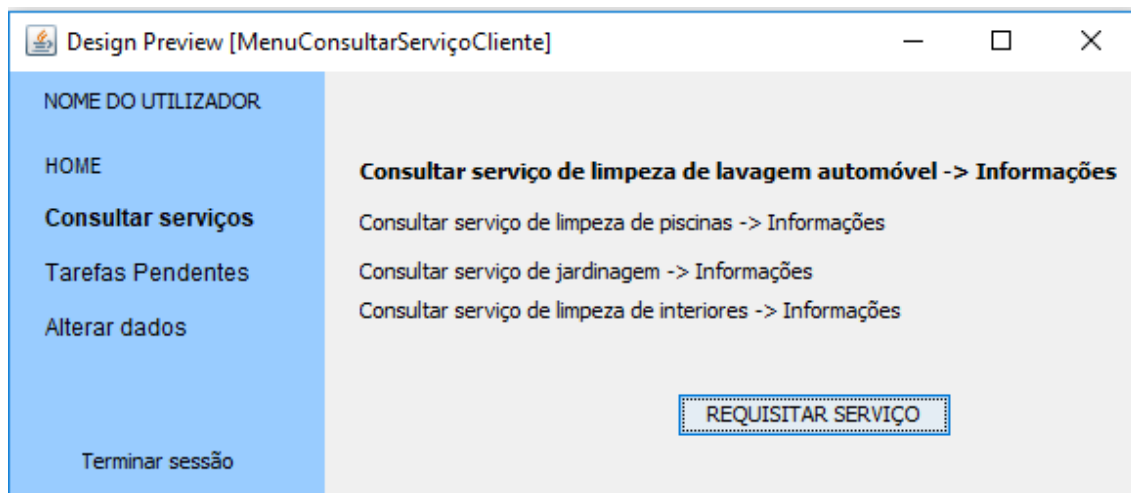 Design Preview [MenuConsultarServiçoCliente]
NOME DO UTILIZADOR
HOME
Consultar serviços
Tarefas Pendentes
Alterar dados
Terminar sessão
Consultar serviço de limpeza de lavagem automóvel -> Informações
Consultar serviço de limpeza de piscinas -> Informações
Consultar serviço de jardinagem -> Informações
Consultar serviço de limpeza de interiores -> Informações
REQUISITAR SERVIÇO